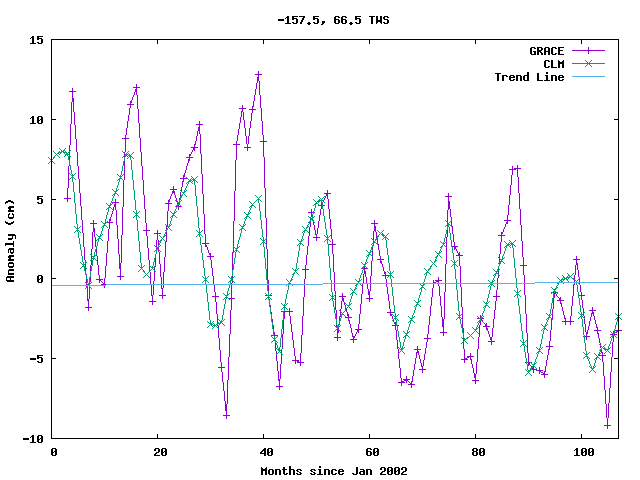 -157.5, 66.5 TWS
GRACE
CLM
Trend Line
15
10
5
0
-5
-10
Anomaly (cm)
0 20 40 60 80 100
Months since Jan 2002